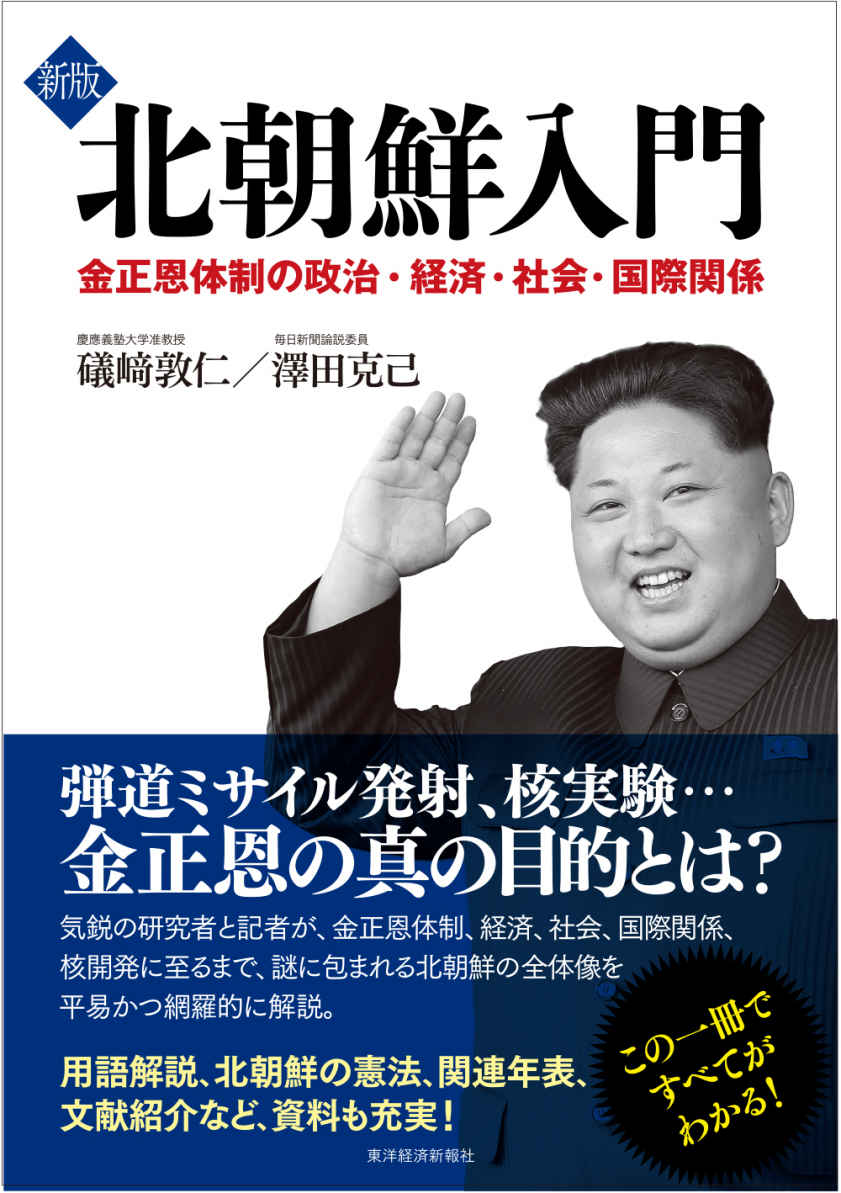 新版
北朝鮮入門
金正恩体制の政治・経済・社会・国際関係
慶應義塾大学准教授 毎日新聞論説委員
礒﨑敦仁／澤田克己
弾道ミサイル発射、核実験…
金正恩の真の目的とは?
気鋭の研究者と記者が、金正恩体制、経済、社会、国際関係、
核開発に至るまで、謎に包まれる北朝鮮の全体像を
平易かつ網羅的に解説。
用語解説、北朝鮮の憲法、関連年表、
文献紹介など、資料も充実!
この一冊で
すべてが
わかる!
東洋経済新報社